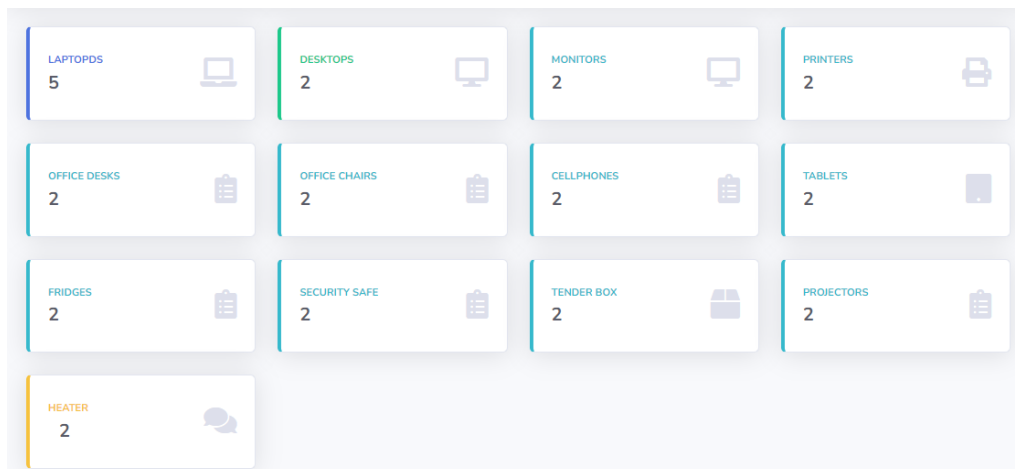 LAPTOPDS
5
DESKTOPS
2
MONITORS
2
PRINTERS
2
OFFICE DESKS
2
OFFICE CHAIRS
2
CELLPHONES
2
TABLETS
2
FRIDGES
2
SECURITY SAFE
2
TENDER BOX
2
PROJECTORS
2
HEATER
2